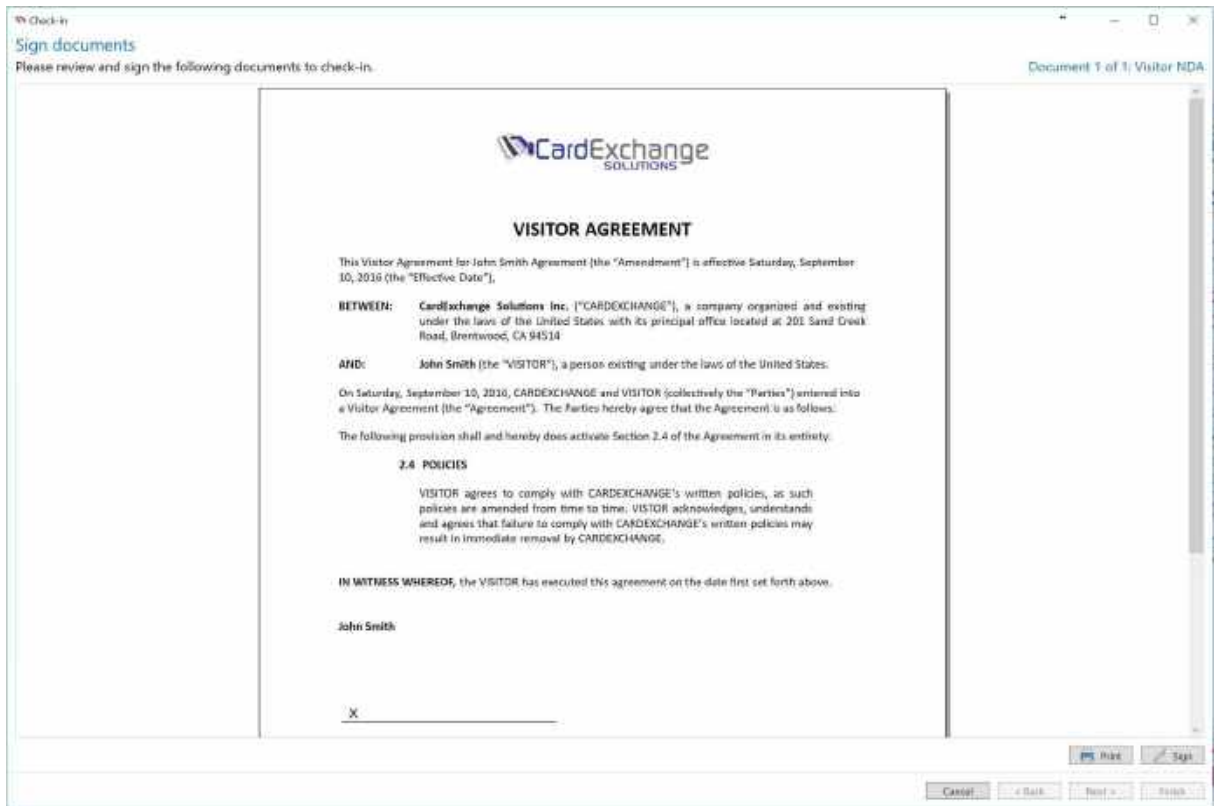 Check-in
Sign documents
Please review and sign the following documents to check-in.
Document 1 of 1: Visitor NDA
CardExchange
SOLUTIONS
VISITOR AGREEMENT
This Visitor Agreement for John Smith Agreement (the "Amendment") is effective Saturday, September
10, 2016 (the "Effective Date"),
BETWEEN: CardExchange Solutions Inc. ("CARDEXCHANGE"), a company organized and existing
under the laws of the United States with its principal office located at 201 Sand Creek
Road, Brentwood, CA 94514
AND: John Smith (the "VISITOR"), a person existing under the laws of the United States.
On Saturday, September 10, 2016, CARDEXCHANGE and VISITOR (collectively the "Parties") entered into
a Visitor Agreement (the "Agreement"). The Parties hereby agree that the Agreement is as follows:
The following provision shall and hereby does activate Section 2.4 of the Agreement in its entirety:
2.4 POLICIES
VISITOR agrees to comply with CARDEXCHANGE's written policies, as such
policies are amended from time to time. VISTOR acknowledges, understands
and agrees that failure to comply with CARDEXCHANGE's written policies may
result in immediate removal by CARDEXCHANGE.
IN WITNESS WHEREOF, the VISITOR has executed this agreement on the date first set forth above.
John Smith
X
Print Sign
Cancel < Back Next > Finish